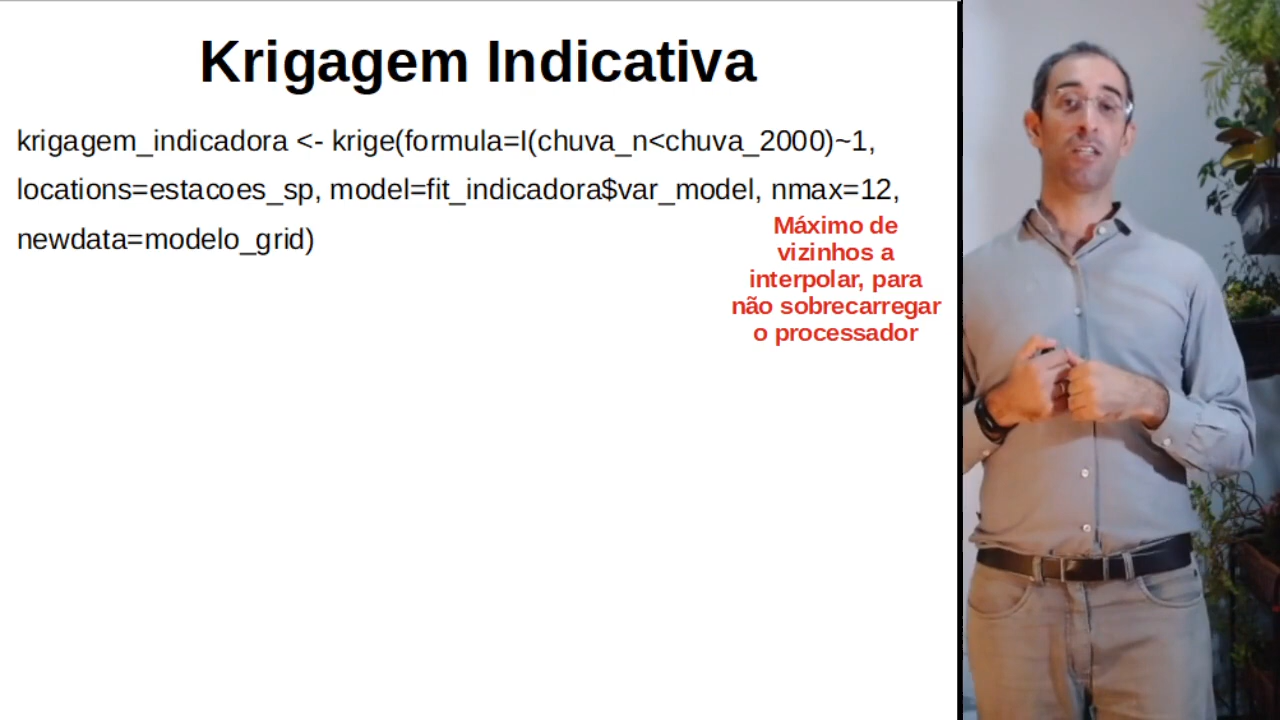 Krigagem Indicativa
krigagem_indicadora <- krige(formula=I(chuva_n<chuva_2000)~1,
locations=estacoes_sp, model=fit_indicadora$var_model, nmax=12,
newdata=modelo_grid)
Máximo de
vizinhos a
interpolar, para
não sobrecarregar
o processador